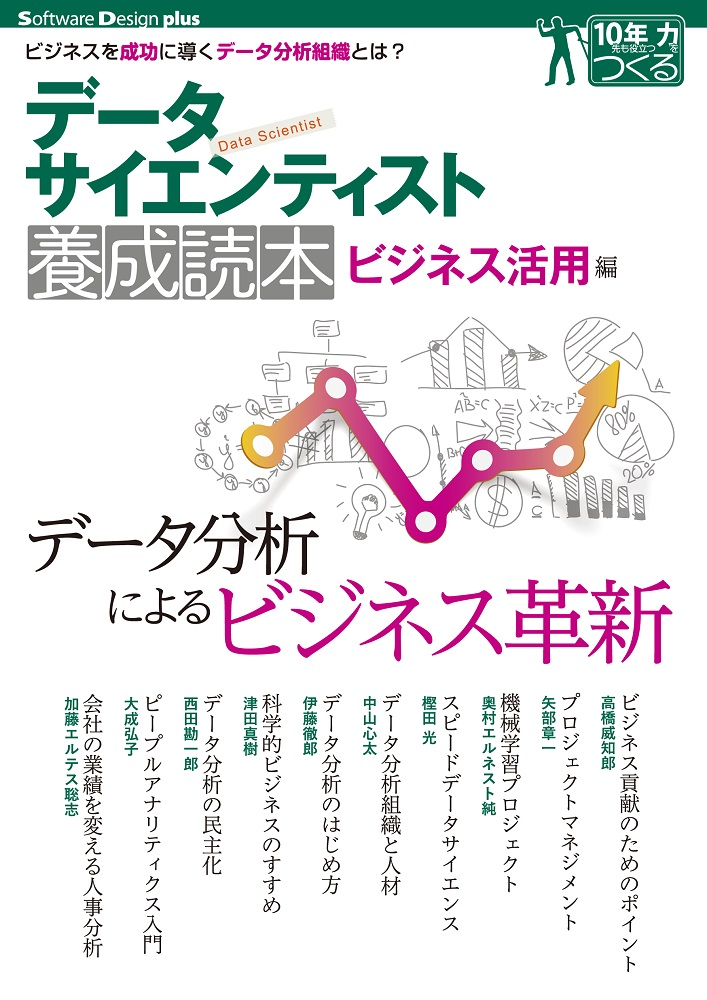 Software Design plus
ビジネスを成功に導くデータ分析組織とは？
10年力を
先も役立つ
つくる
データ
Data Scientist
サイエンティスト
養成読本
ビジネス活用編
AB=C
XZ=C
P²=
A
B+C
80%
20%
y
$
データ分析
による
ビジネス革新
ビジネス貢献のためのポイント
高橋威知郎
プロジェクトマネジメント
矢部章一
機械学習プロジェクト
奥村エルネスト純
スピードデータサイエンス
樫田光
データ分析組織と人材
中山心太
データ分析のはじめ方
伊藤徹郎
科学的ビジネスのすすめ
津田真樹
データ分析の民主化
西田勘一郎
ピープルアナリティクス入門
大成弘子
会社の業績を変える人事分析
加藤エルテス聡志